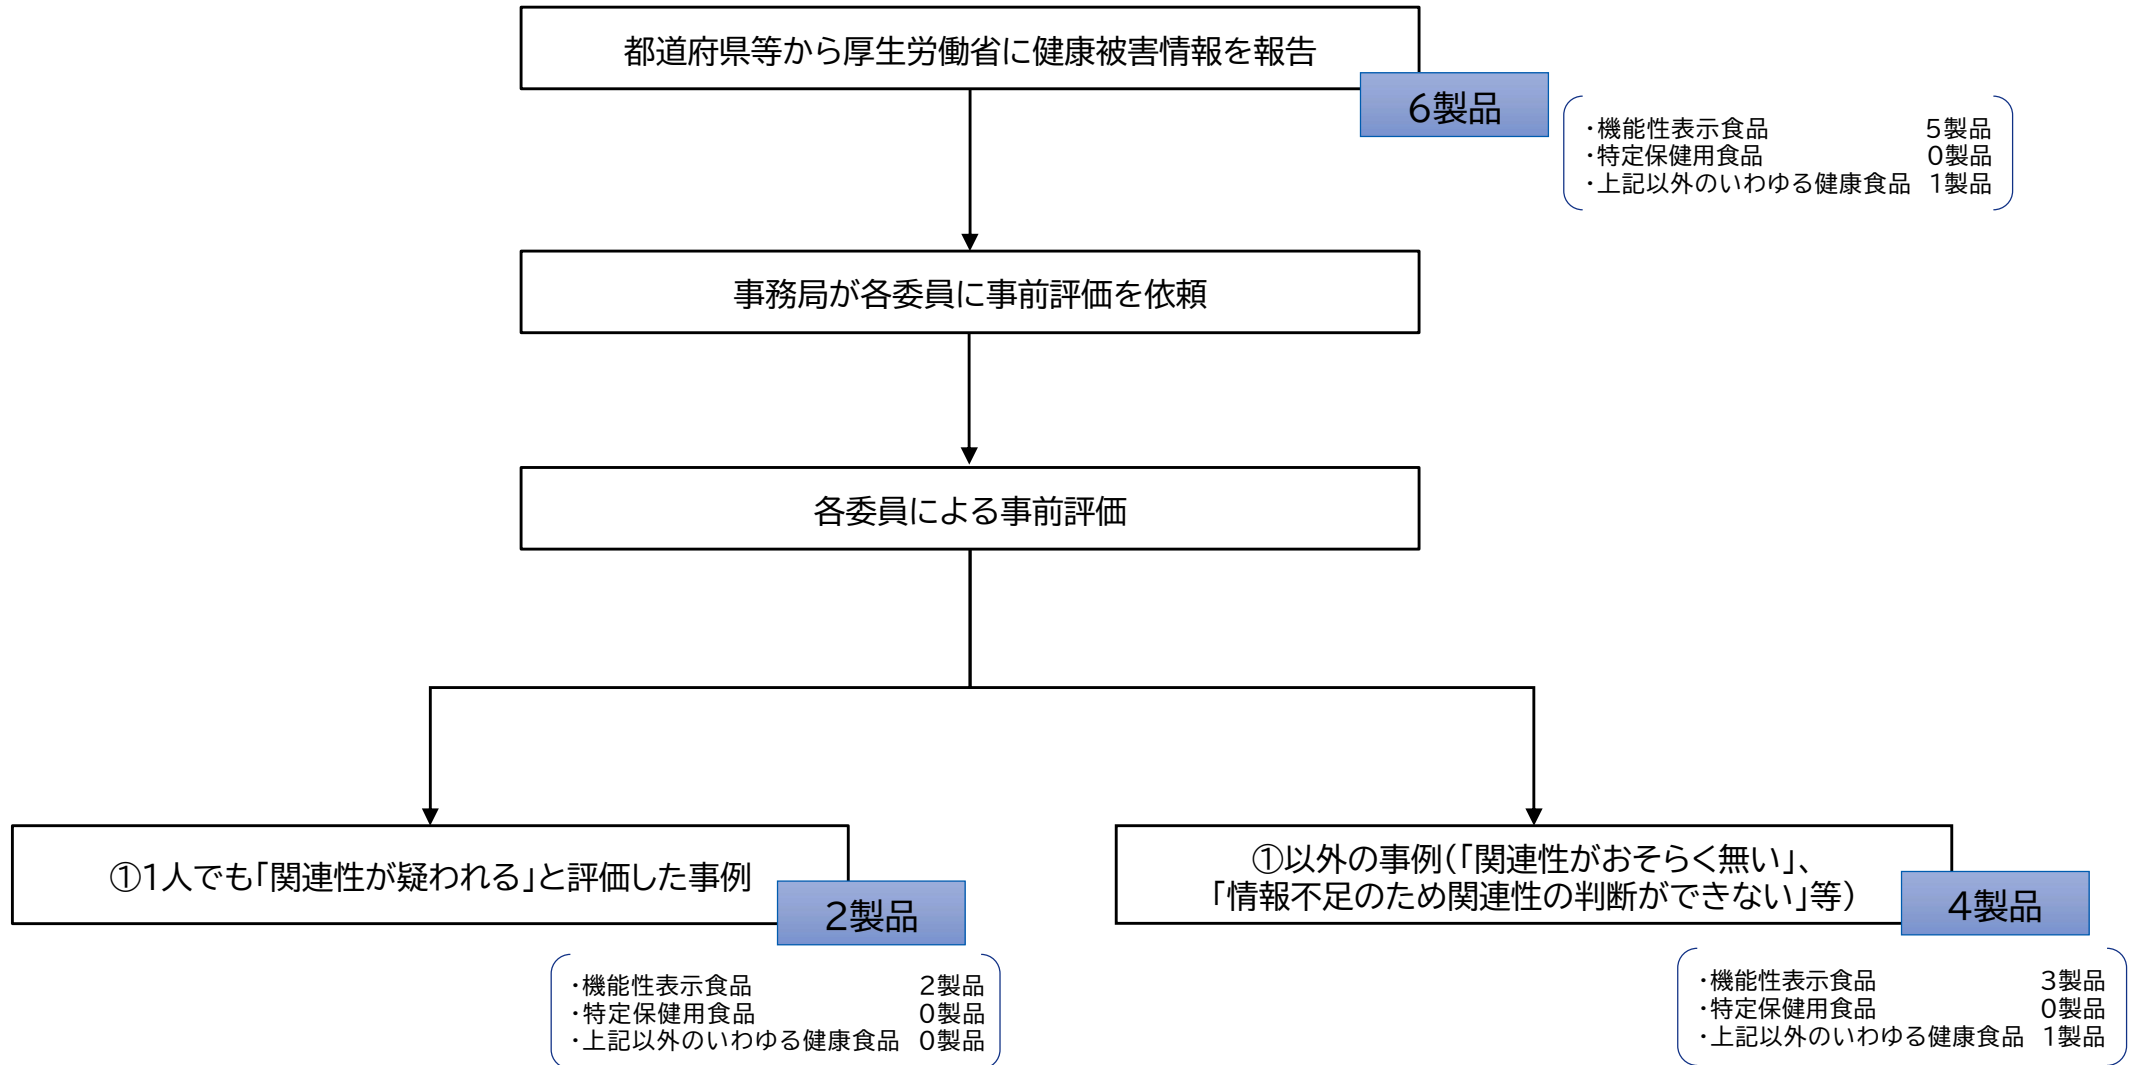 都道府県等から厚生労働省に健康被害情報を報告
6製品
・機能性表示食品 5製品
・特定保健用食品 0製品
・上記以外のいわゆる健康食品 1製品
事務局が各委員に事前評価を依頼
各委員による事前評価
①1人でも「関連性が疑われる」と評価した事例
2製品
・機能性表示食品 2製品
・特定保健用食品 0製品
・上記以外のいわゆる健康食品 0製品
①以外の事例(「関連性がおそらく無い」、
「情報不足のため関連性の判断ができない」等)
4製品
・機能性表示食品 3製品
・特定保健用食品 0製品
・上記以外のいわゆる健康食品 1製品